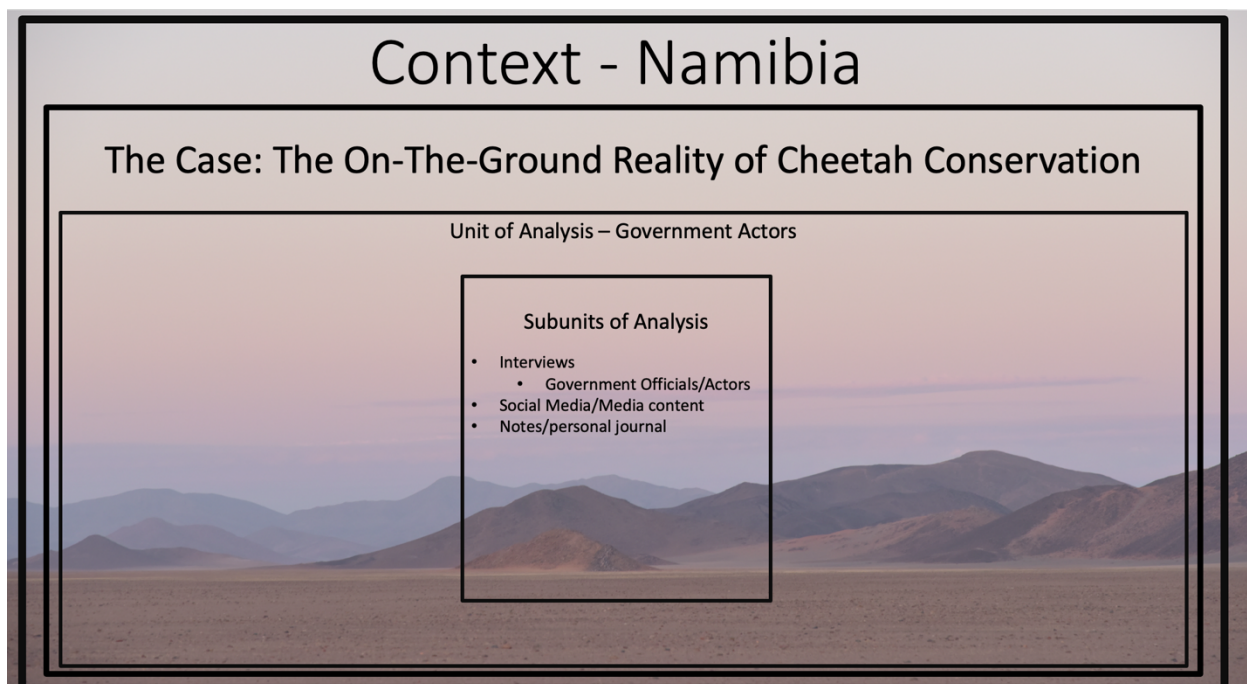 Context - Namibia
The Case: The On-The-Ground Reality of Cheetah Conservation
Unit of Analysis – Government Actors
Subunits of Analysis
• Interviews
• Government Officials/Actors
• Social Media/Media content
• Notes/personal journal